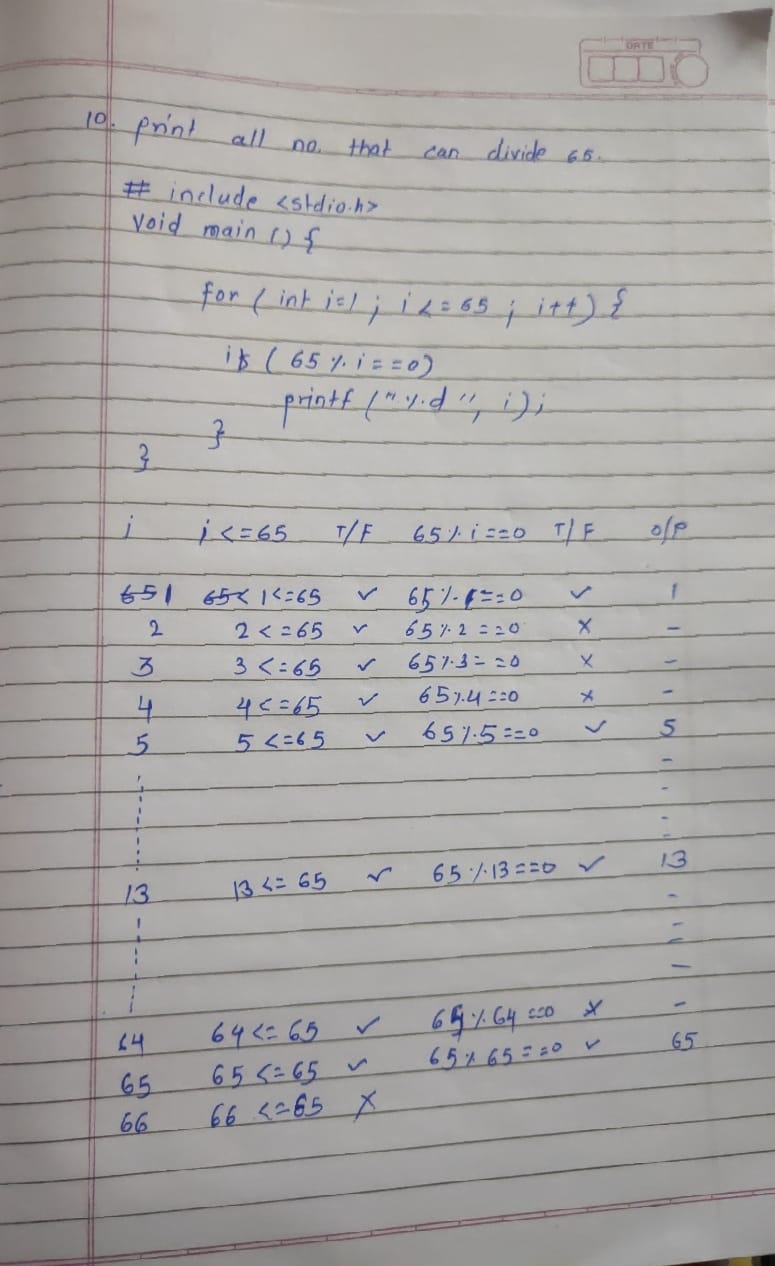 DATE
10. print all no. that can divide 65.
# include <stdio.h>
void main () {
for ( int i=1 ; i <= 65 ; i++) {
if ( 65 % i == 0)
printf ("%d", i);
}
}
i i <= 65 T/F 65 % i ==0 T/F o/p
651 65< 1<=65 ✓ 65 % 1==0 ✓ 1
2 2 <= 65 ✓ 65 % 2 ==0 × -
3 3 <= 65 ✓ 65 % 3 ==0 × -
4 4 <= 65 ✓ 65 % 4 ==0 × -
5 5 <= 65 ✓ 65 % 5 ==0 ✓ 5
13 13 <= 65 ✓ 65 % 13 ==0 ✓ 13
64 64 <= 65 ✓ 65 % 64 ==0 × -
65 65 <= 65 ✓ 65 % 65 ==0 ✓ 65
66 66 <= 65 ×